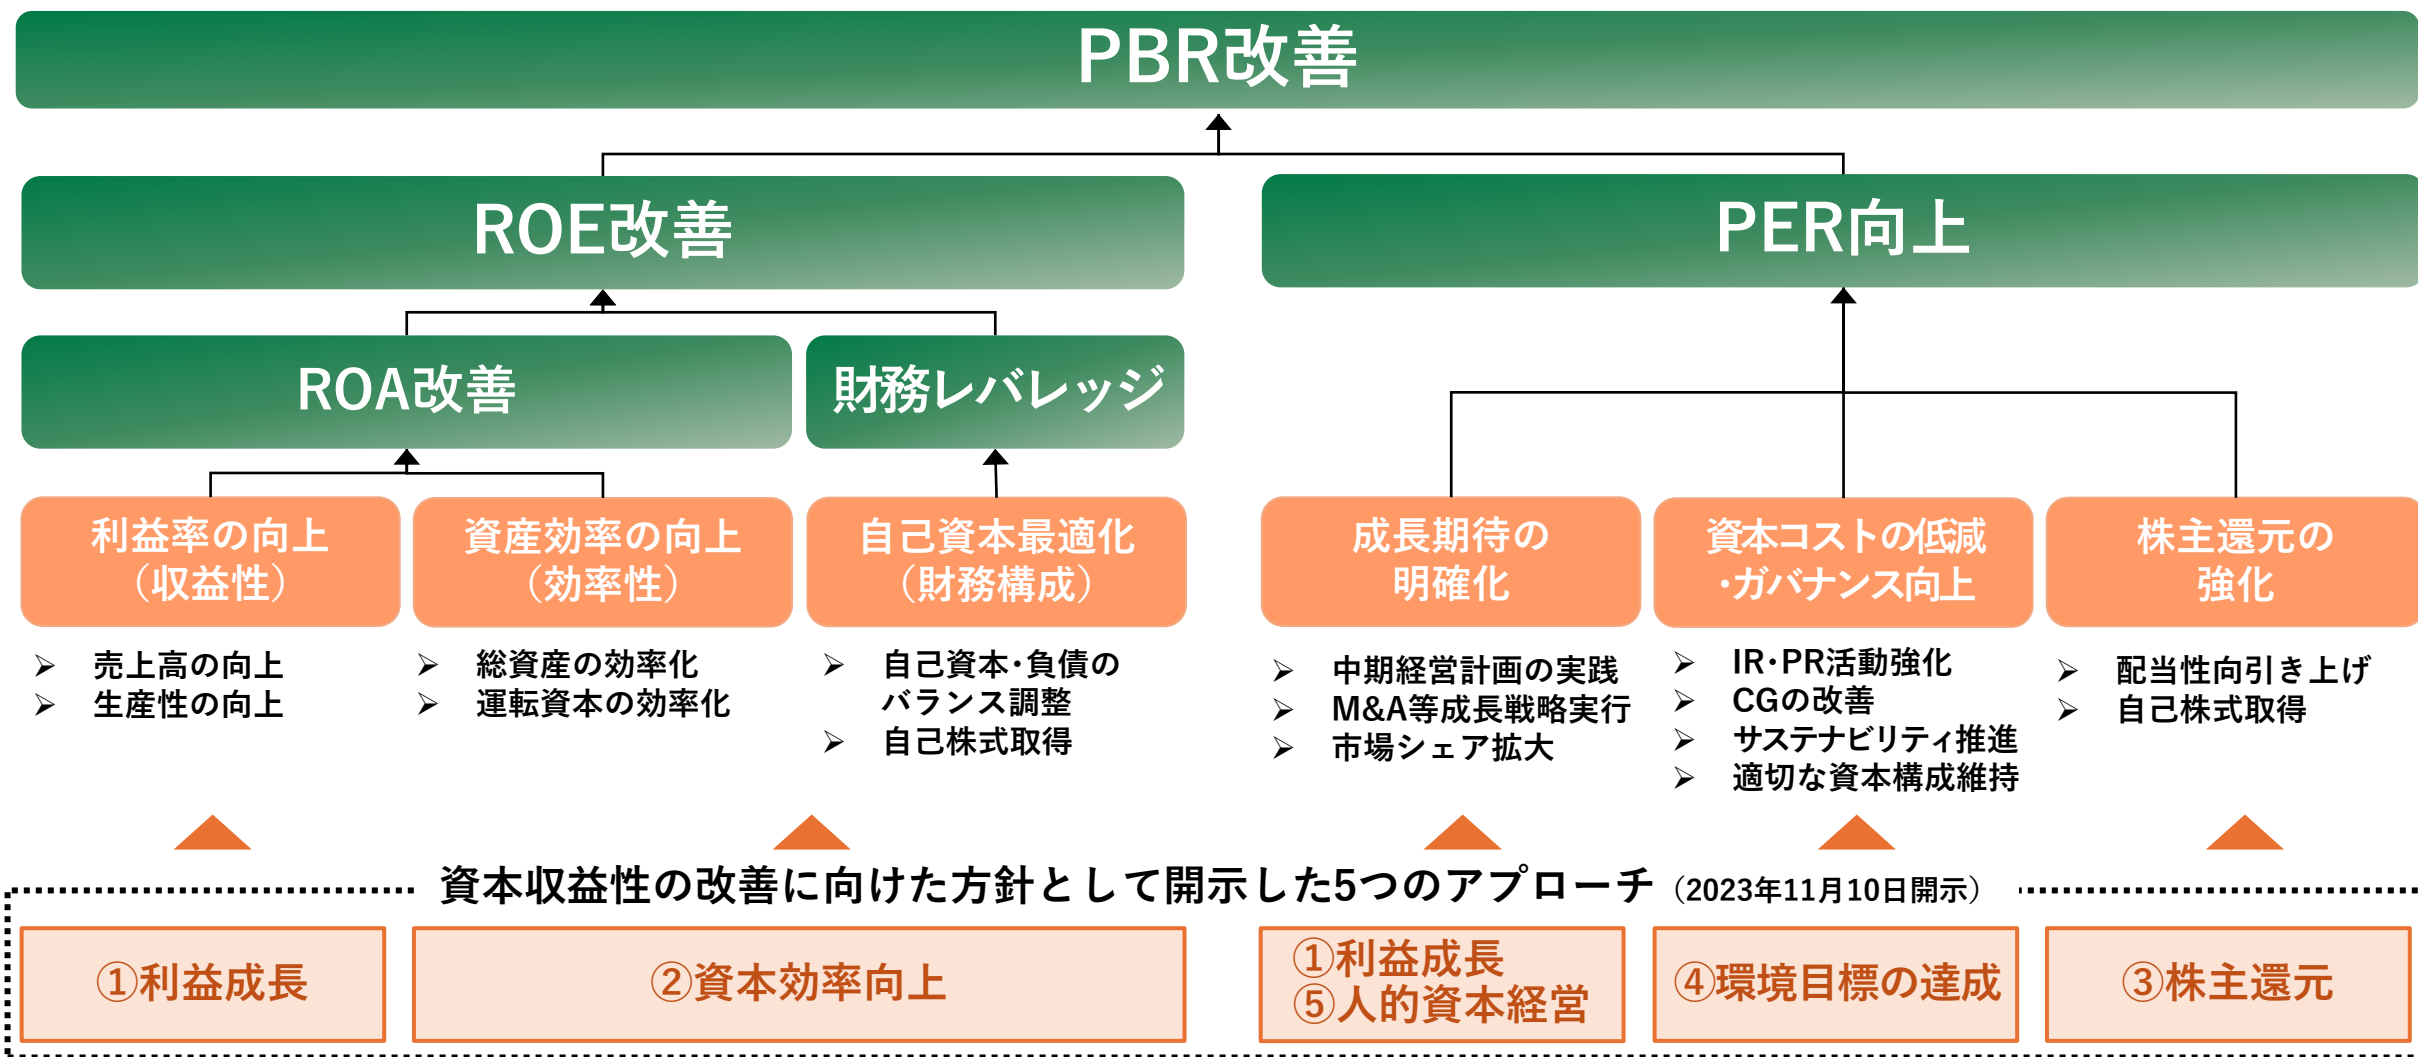 PBR改善
ROE改善
PER向上
ROA改善
財務レバレッジ
利益率の向上
（収益性）
資産効率の向上
（効率性）
自己資本最適化
（財務構成）
成長期待の
明確化
資本コストの低減
・ガバナンス向上
株主還元の
強化
➢ 売上高の向上
➢ 生産性の向上
➢ 総資産の効率化
➢ 運転資本の効率化
➢ 自己資本・負債の
バランス調整
➢ 自己株式取得
➢ 中期経営計画の実践
➢ M&A等成長戦略実行
➢ 市場シェア拡大
➢ IR・PR活動強化
➢ CGの改善
➢ サステナビリティ推進
➢ 適切な資本構成維持
➢ 配当性向引き上げ
➢ 自己株式取得
資本収益性の改善に向けた方針として開示した5つのアプローチ（2023年11月10日開示）
①利益成長
②資本効率向上
①利益成長
⑤人的資本経営
④環境目標の達成
③株主還元